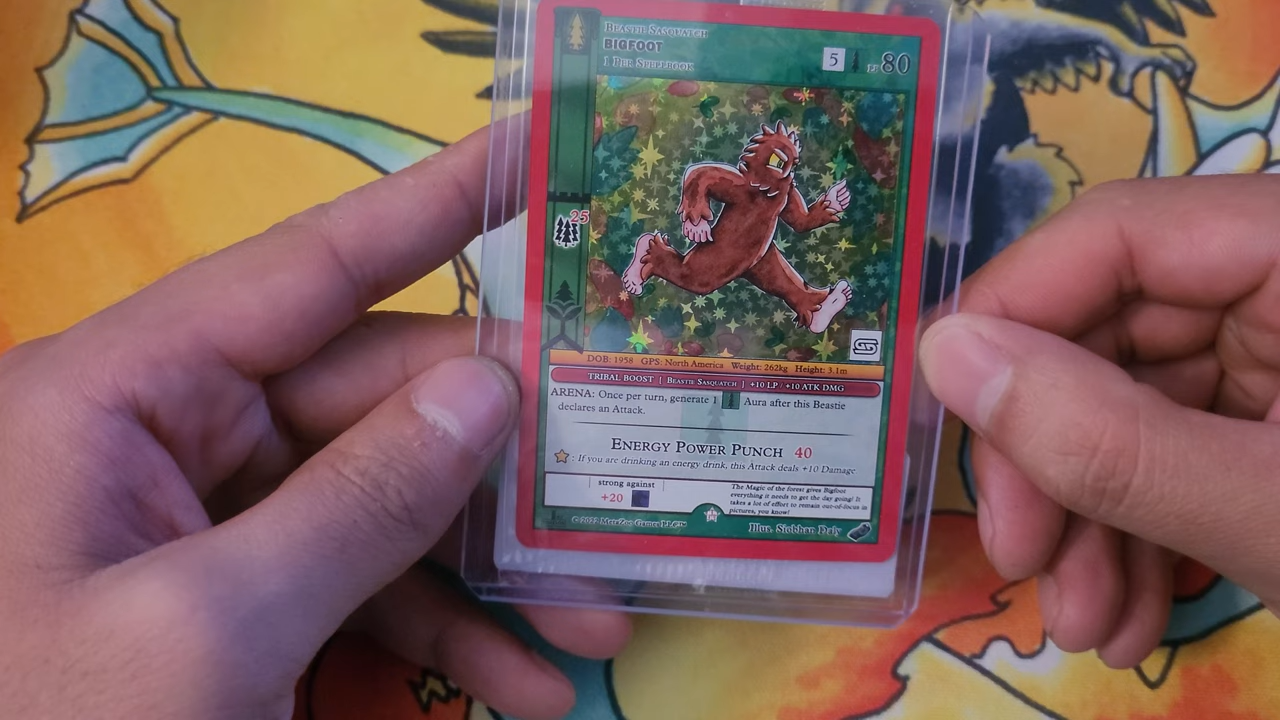 BEASTIE SASQUATCH
BIGFOOT
1 PER SPELLBOOK
5 LP 80
25
DOB: 1958 GPS: North America Weight: 262kg Height: 3.1m
TRIBAL BOOST | BEASTIE SASQUATCH | +10 LP / +10 ATK DMG
ARENA: Once per turn, generate 1 Aura after this Beastie
declares an Attack.
ENERGY POWER PUNCH 40
: If you are drinking an energy drink, this Attack deals +10 Damage
strong against
+20
The Magic of the forest gives Bigfoot
everything it needs to get the day going! It
takes a lot of effort to remain out-of-focus in
pictures, you know!
© 2022 MetaZoo Games LLC™
Illus. Siobhan Daly